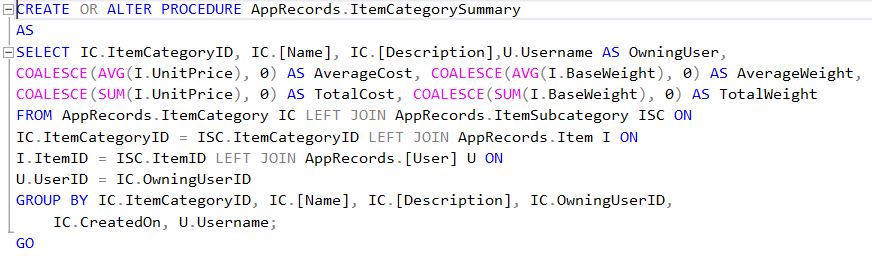 CREATE OR ALTER PROCEDURE AppRecords.ItemCategorySummary
AS
SELECT IC.ItemCategoryID, IC.[Name], IC.[Description],U.Username AS OwningUser,
COALESCE(AVG(I.UnitPrice), 0) AS AverageCost, COALESCE(AVG(I.BaseWeight), 0) AS AverageWeight,
COALESCE(SUM(I.UnitPrice), 0) AS TotalCost, COALESCE(SUM(I.BaseWeight), 0) AS TotalWeight
FROM AppRecords.ItemCategory IC LEFT JOIN AppRecords.ItemSubcategory ISC ON
IC.ItemCategoryID = ISC.ItemCategoryID LEFT JOIN AppRecords.Item I ON
I.ItemID = ISC.ItemID LEFT JOIN AppRecords.[User] U ON
U.UserID = IC.OwningUserID
GROUP BY IC.ItemCategoryID, IC.[Name], IC.[Description], IC.OwningUserID,
    IC.CreatedOn, U.Username;
GO